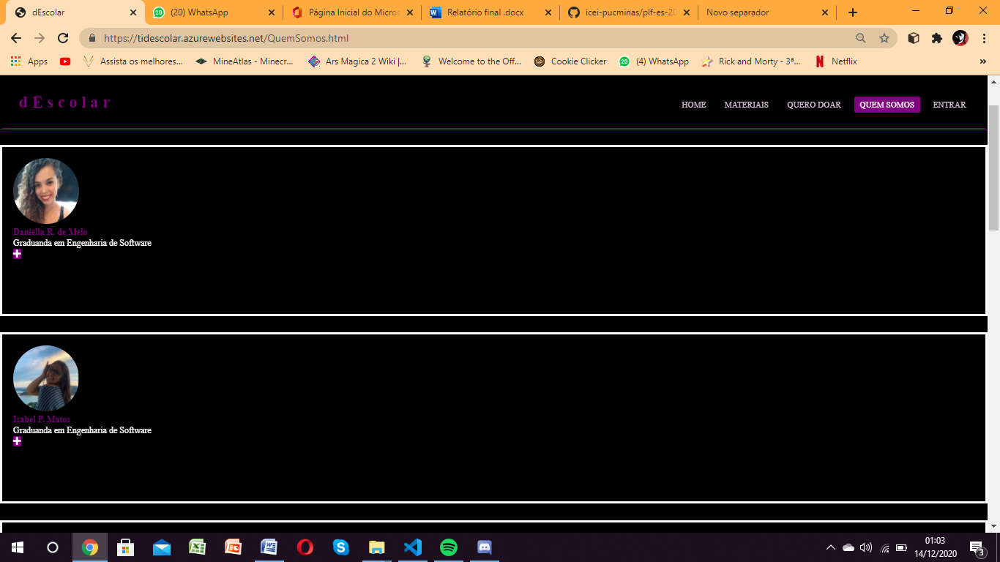 dEscolar
(20) WhatsApp
Página Inicial do Micros
Relatório final .docx
icei-pucminas/plf-es-20
Novo separador
https://tidescolar.azurewebsites.net/QuemSomos.html
Apps
Assista os melhores...
MineAtlas - Minecr...
Ars Magica 2 Wiki |...
Welcome to the Off...
Cookie Clicker
(4) WhatsApp
Rick and Morty - 3ª...
Netflix
»
dEscolar
HOME
MATERIAIS
QUERO DOAR
QUEM SOMOS
ENTRAR
Daniella R. de Melo
Graduanda em Engenharia de Software
Isabel P. Matos
Graduanda em Engenharia de Software
01:03
14/12/2020
3